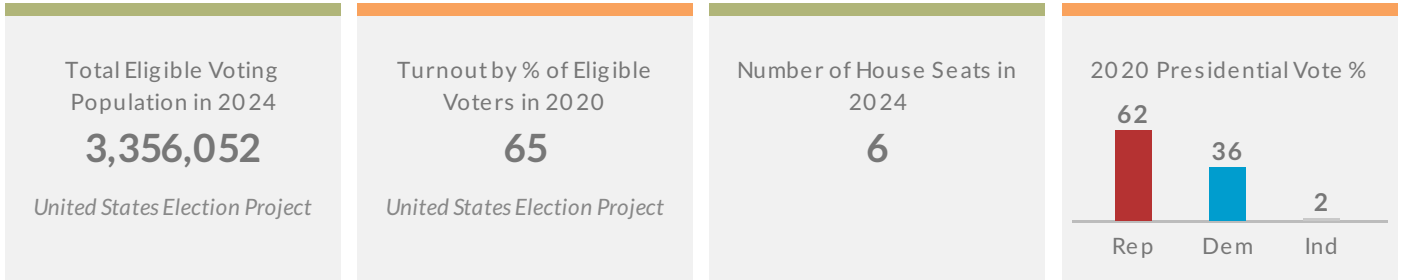 Total Eligible Voting
Population in 2024
3,356,052
United States Election Project
Turnout by % of Eligible
Voters in 2020
65
United States Election Project
Number of House Seats in
2024
6
2020 Presidential Vote %
62
36
2
Rep Dem Ind